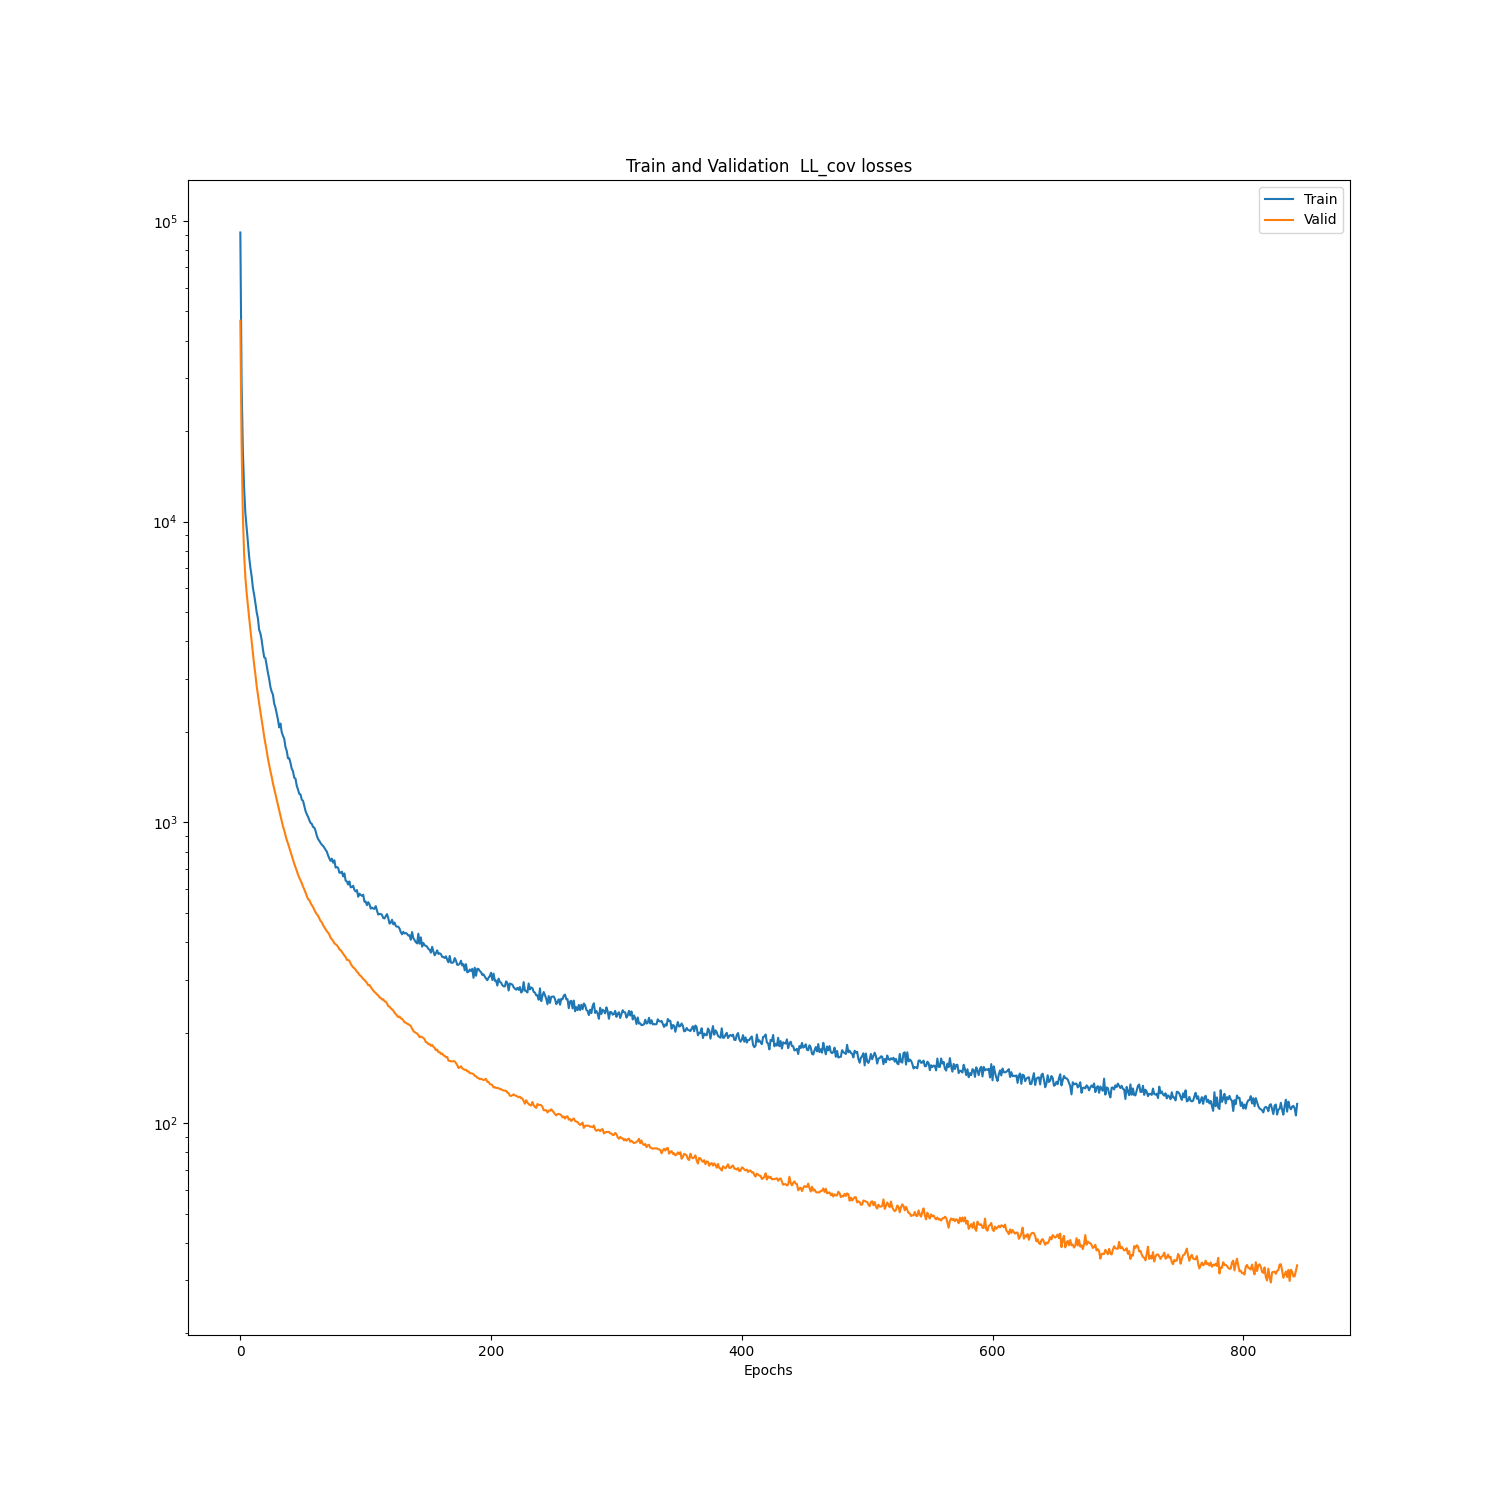 Train and Validation  LL_cov losses
Train
Valid
10^5
10^4
10^3
10^2
0 200 400 600 800
Epochs